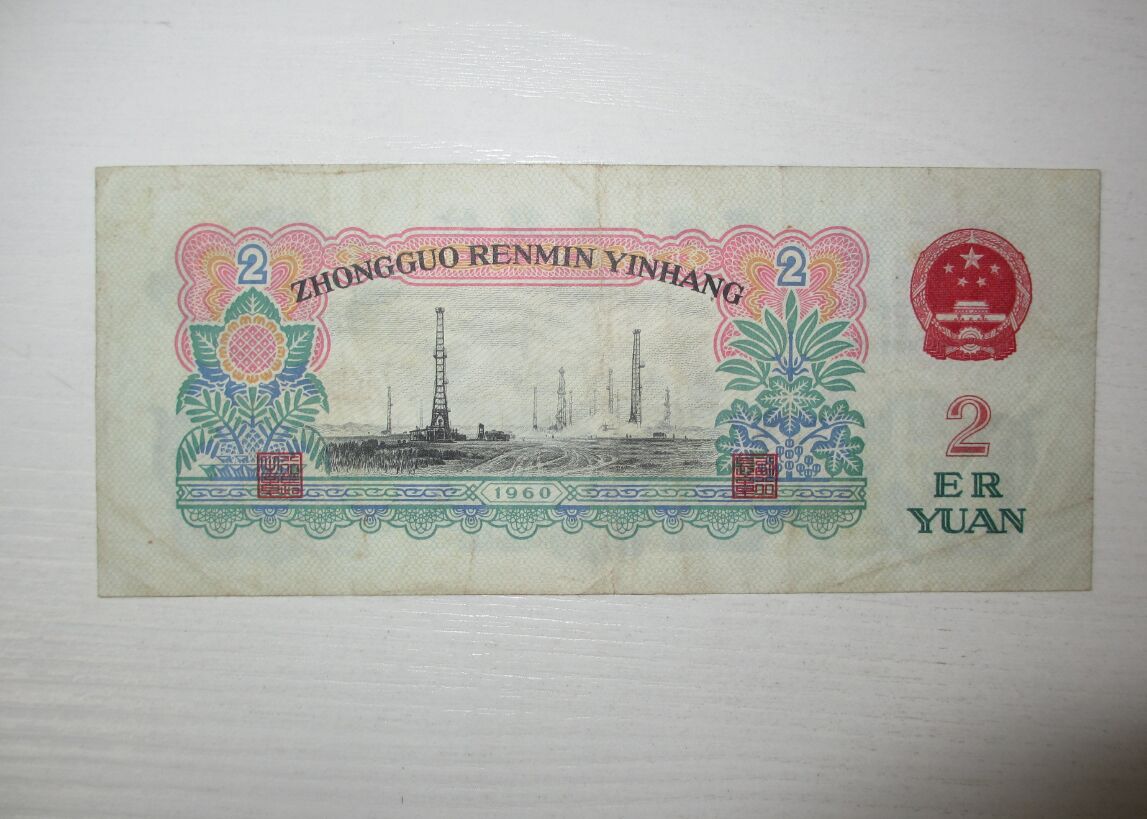 2
ZHONGGUO RENMIN YINHANG
2
1960
2
ER
YUAN